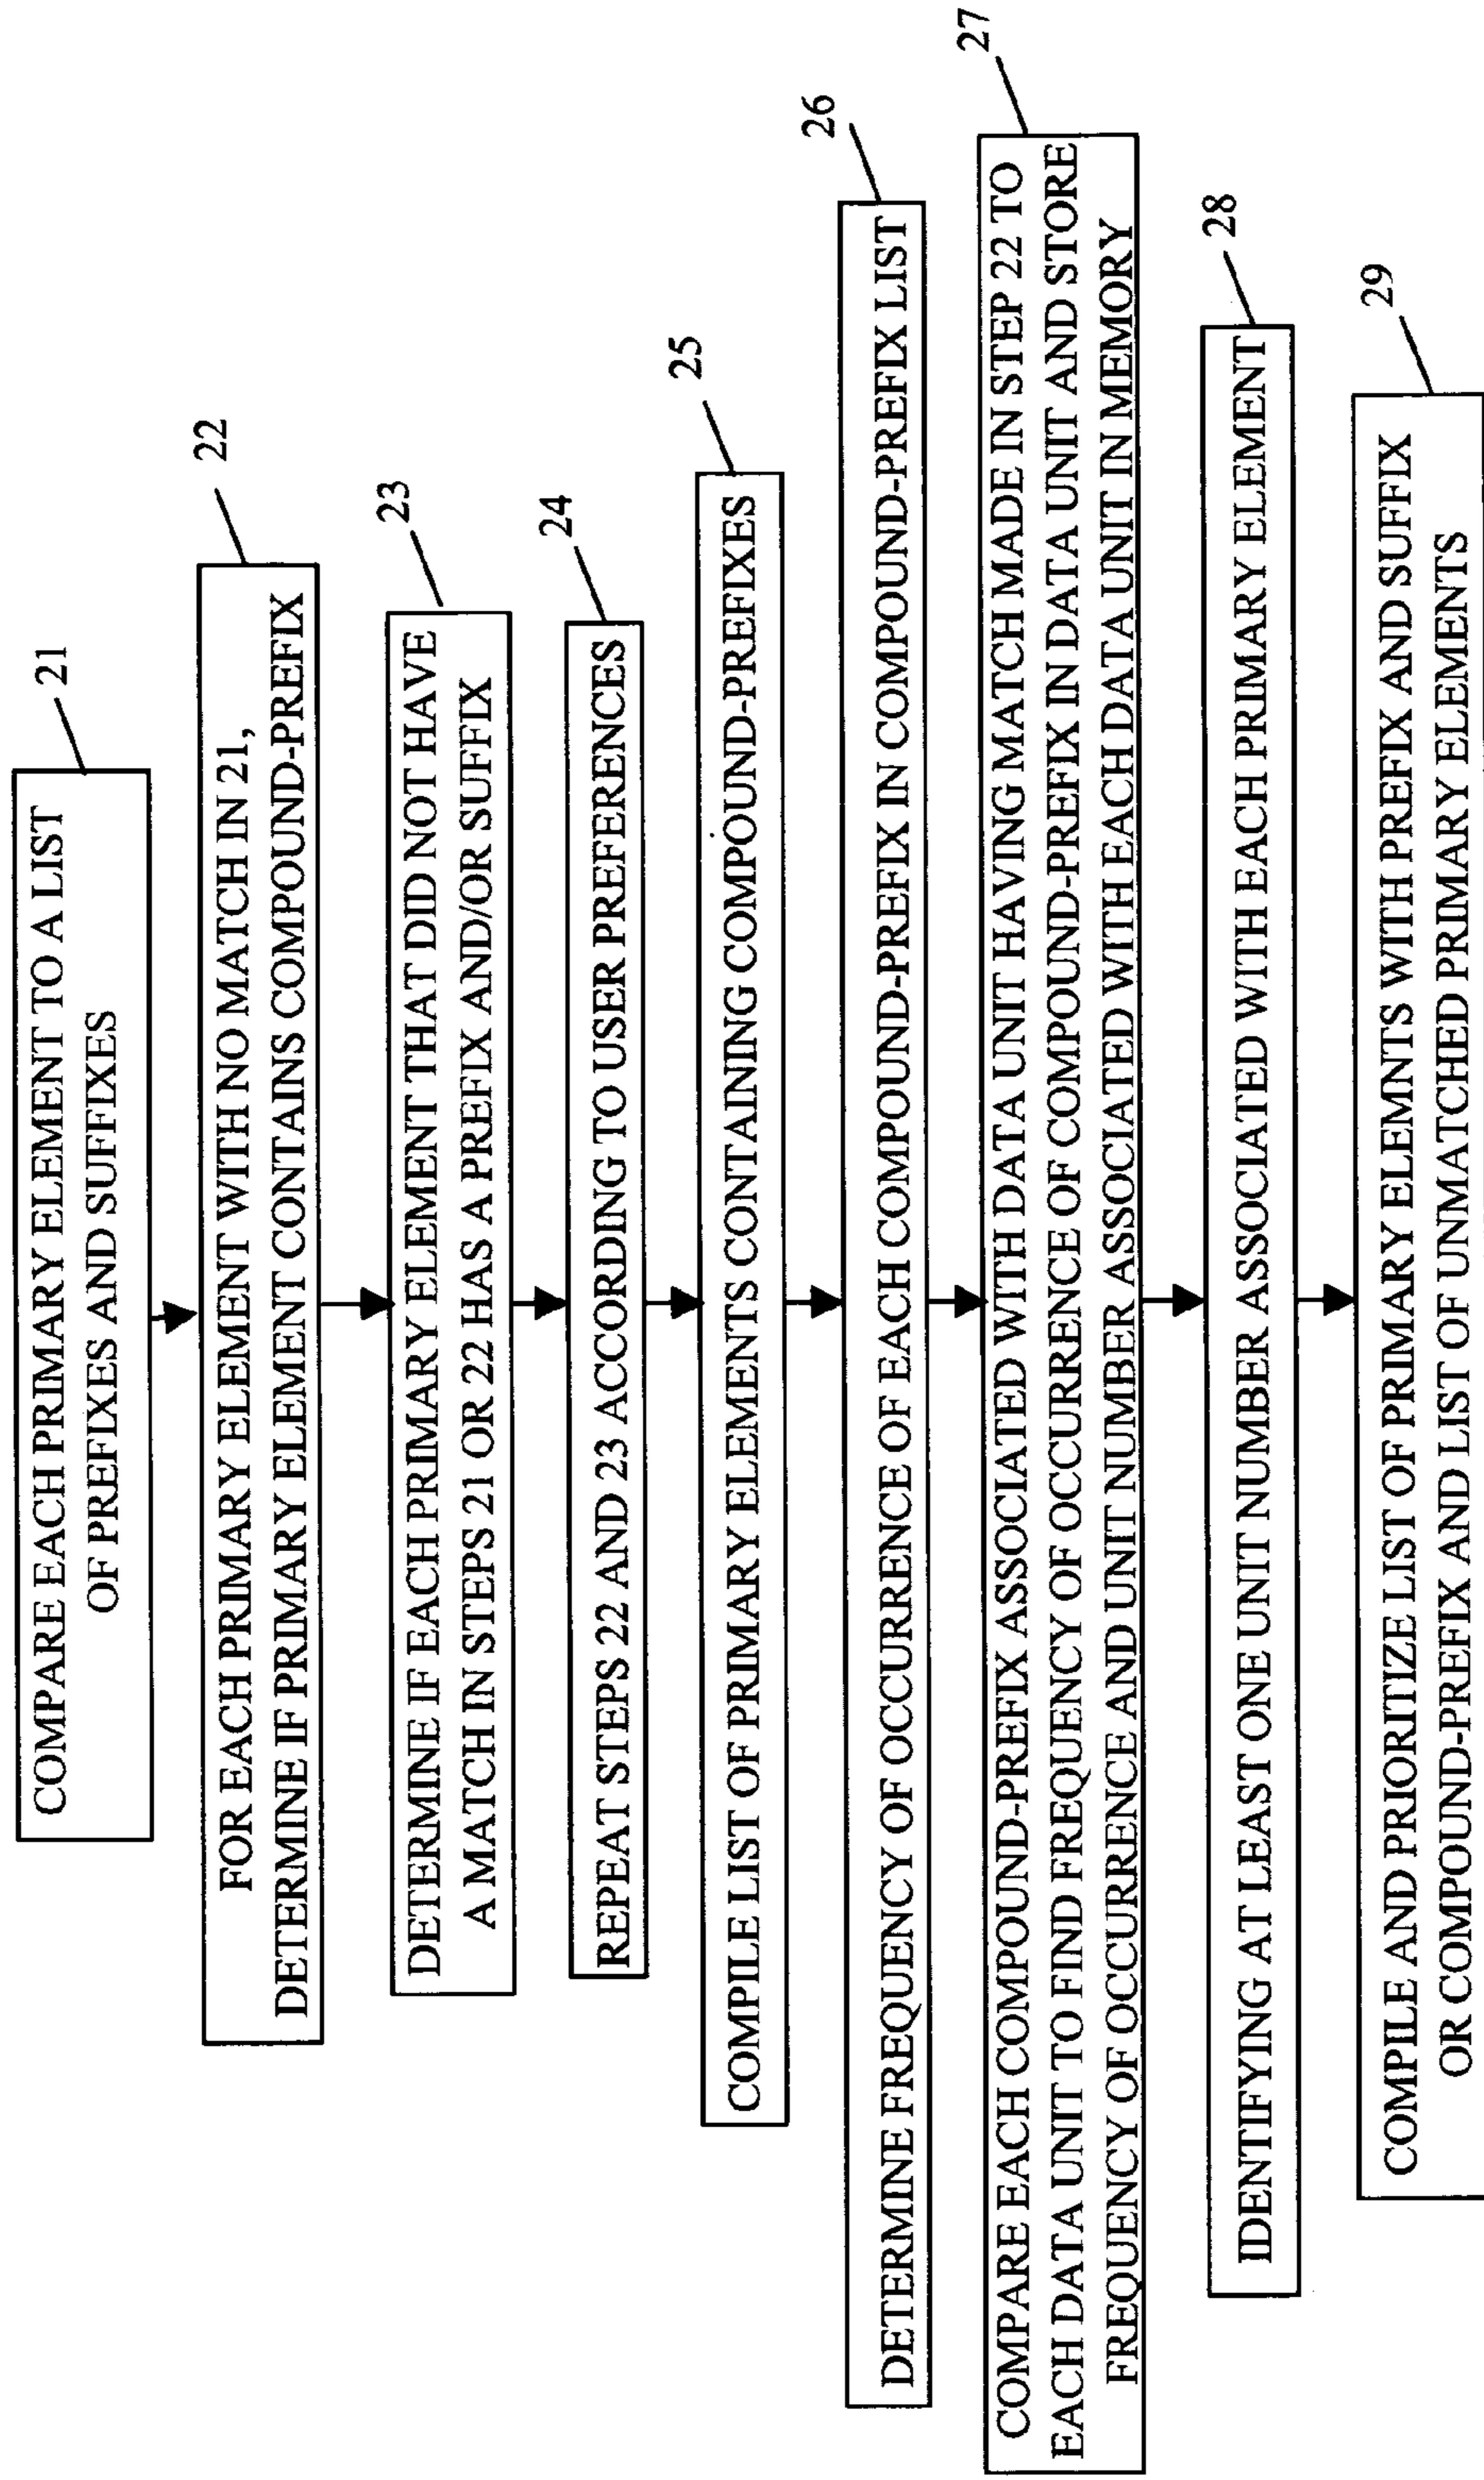 21
COMPARE EACH PRIMARY ELEMENT TO A LIST
OF PREFIXES AND SUFFIXES
22
FOR EACH PRIMARY ELEMENT WITH NO MATCH IN 21,
DETERMINE IF PRIMARY ELEMENT CONTAINS COMPOUND-PREFIX
23
DETERMINE IF EACH PRIMARY ELEMENT THAT DID NOT HAVE
A MATCH IN STEPS 21 OR 22 HAS A PREFIX AND/OR SUFFIX
24
REPEAT STEPS 22 AND 23 ACCORDING TO USER PREFERENCES
25
COMPILE LIST OF PRIMARY ELEMENTS CONTAINING COMPOUND-PREFIXES
26
DETERMINE FREQUENCY OF OCCURRENCE OF EACH COMPOUND-PREFIX IN COMPOUND-PREFIX LIST
27
COMPARE EACH COMPOUND-PREFIX ASSOCIATED WITH DATA UNIT HAVING MATCH MADE IN STEP 22 TO
EACH DATA UNIT TO FIND FREQUENCY OF OCCURRENCE OF COMPOUND-PREFIX IN DATA UNIT AND STORE
FREQUENCY OF OCCURRENCE AND UNIT NUMBER ASSOCIATED WITH EACH DATA UNIT IN MEMORY
28
IDENTIFYING AT LEAST ONE UNIT NUMBER ASSOCIATED WITH EACH PRIMARY ELEMENT
29
COMPILE AND PRIORITIZE LIST OF PRIMARY ELEMNTS WITH PREFIX AND SUFFIX
OR COMPOUND-PREFIX AND LIST OF UNMATCHED PRIMARY ELEMENTS